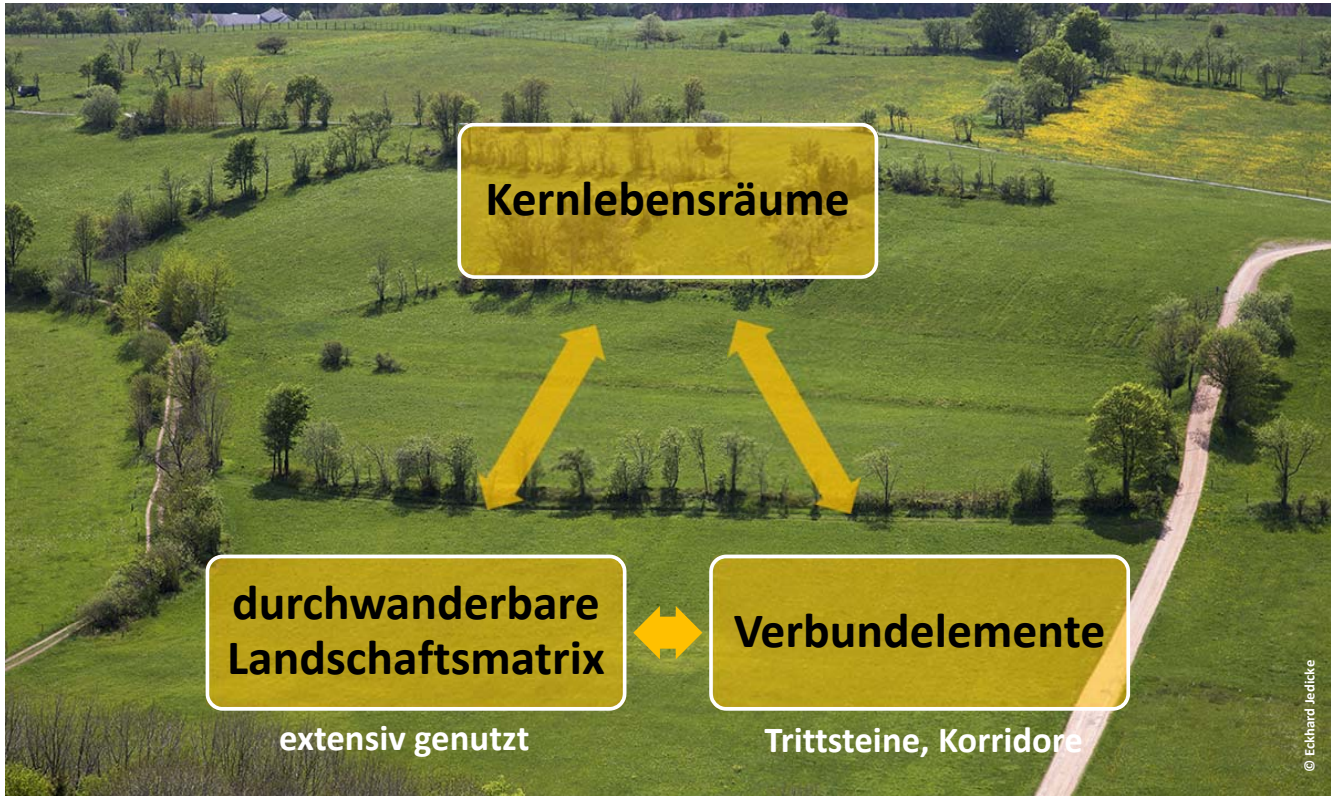 Kernlebensräume
durchwanderbare
Landschaftsmatrix
Verbundelemente
extensiv genutzt
Trittsteine, Korridore
© Eckhard Jedicke